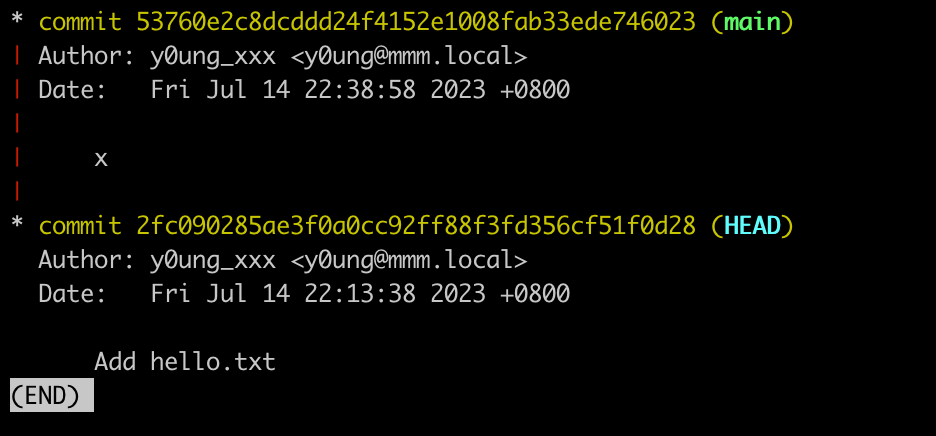 * commit 53760e2c8dcddd24f4152e1008fab33ede746023 (main)
| Author: y0ung_xxx <y0ung@mmm.local>
| Date:   Fri Jul 14 22:38:58 2023 +0800
|
|     x
|
* commit 2fc090285ae3f0a0cc92ff88f3fd356cf51f0d28 (HEAD)
  Author: y0ung_xxx <y0ung@mmm.local>
  Date:   Fri Jul 14 22:13:38 2023 +0800

      Add hello.txt
(END)